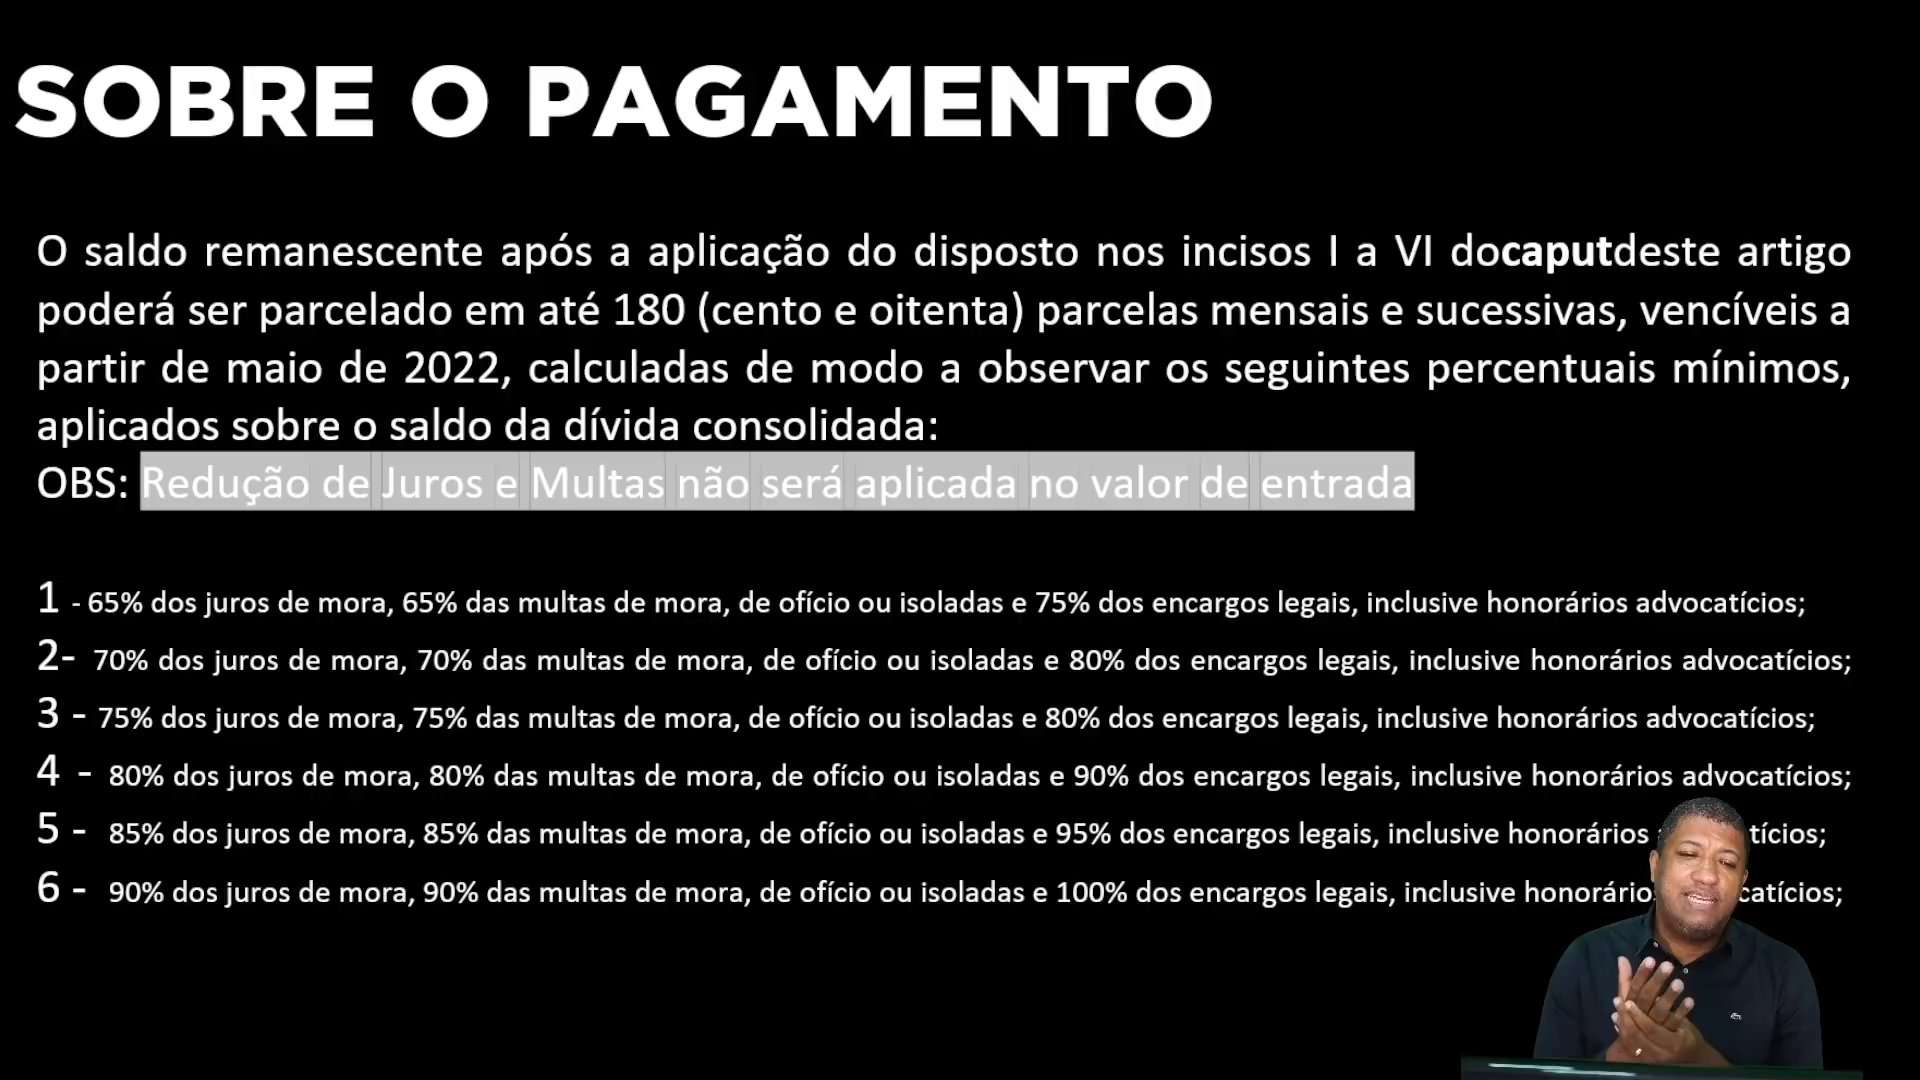 SOBRE O PAGAMENTO
O saldo remanescente após a aplicação do disposto nos incisos I a VI docaputdeste artigo
poderá ser parcelado em até 180 (cento e oitenta) parcelas mensais e sucessivas, vencíveis a
partir de maio de 2022, calculadas de modo a observar os seguintes percentuais mínimos,
aplicados sobre o saldo da dívida consolidada:
OBS: Redução de Juros e Multas não será aplicada no valor de entrada
1 - 65% dos juros de mora, 65% das multas de mora, de ofício ou isoladas e 75% dos encargos legais, inclusive honorários advocatícios;
2- 70% dos juros de mora, 70% das multas de mora, de ofício ou isoladas e 80% dos encargos legais, inclusive honorários advocatícios;
3 - 75% dos juros de mora, 75% das multas de mora, de ofício ou isoladas e 80% dos encargos legais, inclusive honorários advocatícios;
4 - 80% dos juros de mora, 80% das multas de mora, de ofício ou isoladas e 90% dos encargos legais, inclusive honorários advocatícios;
5 - 85% dos juros de mora, 85% das multas de mora, de ofício ou isoladas e 95% dos encargos legais, inclusive honorários
6 - 90% dos juros de mora, 90% das multas de mora, de ofício ou isoladas e 100% dos encargos legais, inclusive